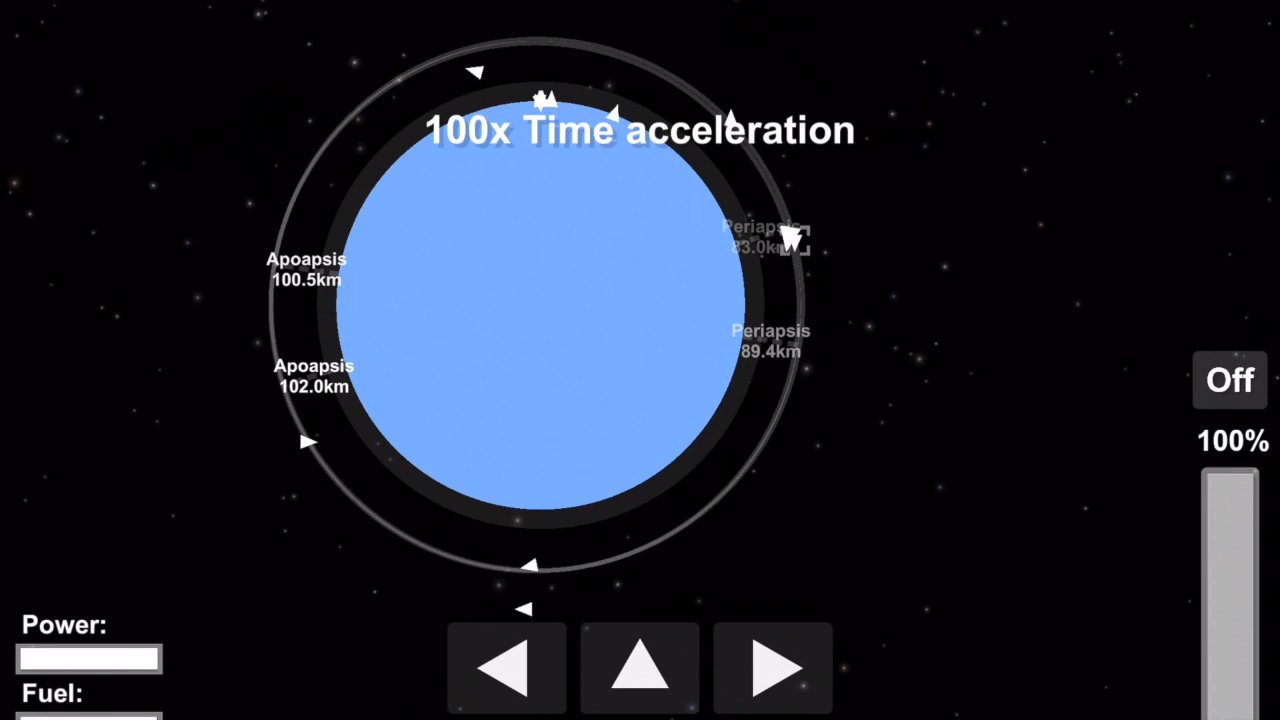 100x Time acceleration
Periapsis
83.0km
Apoapsis
100.5km
Periapsis
89.4km
Apoapsis
102.0km
Off
100%
Power:
Fuel: